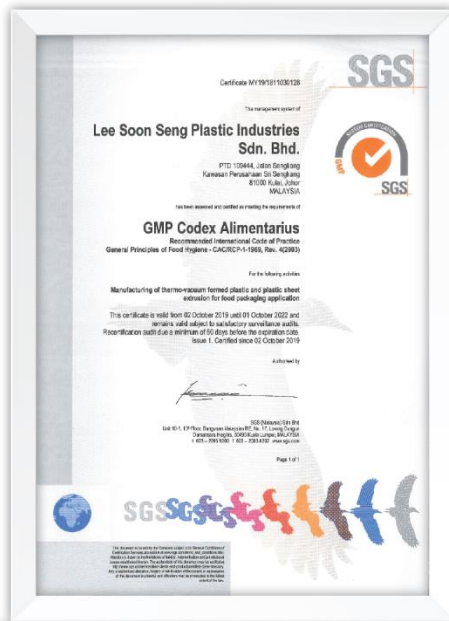 SGS
Certificate MY19/1811030128
The management system of
Lee Soon Seng Plastic Industries
Sdn. Bhd.
PTD 109444, Jalan Sengkang
Kawasan Perusahaan Sri Sengkang
81000 Kulai, Johor
MALAYSIA
has been assessed and certified as meeting the requirements of
GMP Codex Alimentarius
Recommended International Code of Practice
General Principles of Food Hygiene - CAC/RCP-1-1969, Rev. 4(2003)
For the following activities
Manufacturing of thermo-vacuum formed plastic and plastic sheet
extrusion for food packaging application
This certificate is valid from 02 October 2019 until 01 October 2022 and
remains valid subject to satisfactory surveillance audits.
Recertification audit due a minimum of 60 days before the expiration date.
Issue 1. Certified since 02 October 2019
Authorised by
SGS (Malaysia) Sdn Bhd
Page 1 of 1
GMP
SGS
SGS SGS SGS